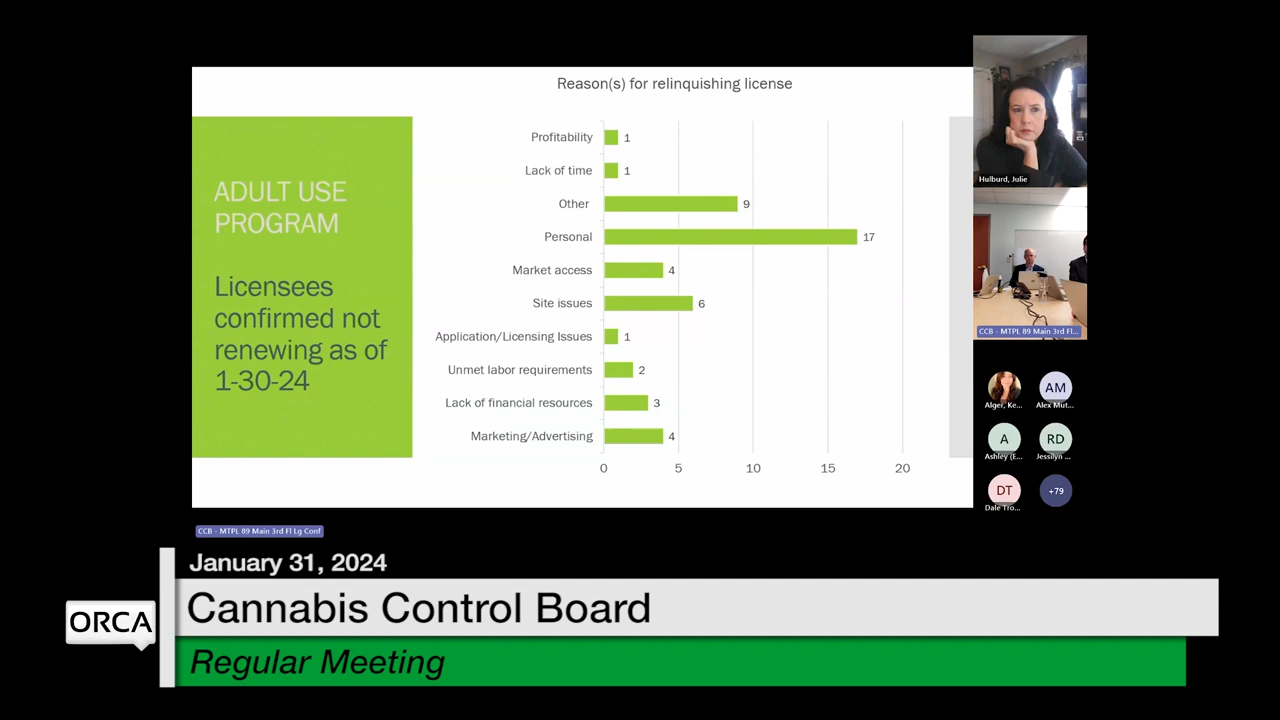 Reason(s) for relinquishing license
ADULT USE
PROGRAM
Licensees
confirmed not
renewing as of
1-30-24
Profitability 1
Lack of time 1
Other 9
Personal 17
Market access 4
Site issues 6
Application/Licensing Issues 1
Unmet labor requirements 2
Lack of financial resources 3
Marketing/Advertising 4
0 5 10 15 20
Hulburd, Julie
CCB - MTPL 89 Main 3rd Fl...
Alger, Ke...
AM
Alex Mut...
A
Ashley (E...
RD
Jessilyn ...
DT
Dale Tro...
+79
CCB - MTPL 89 Main 3rd Fl Lg Conf
January 31, 2024
ORCA
Cannabis Control Board
Regular Meeting